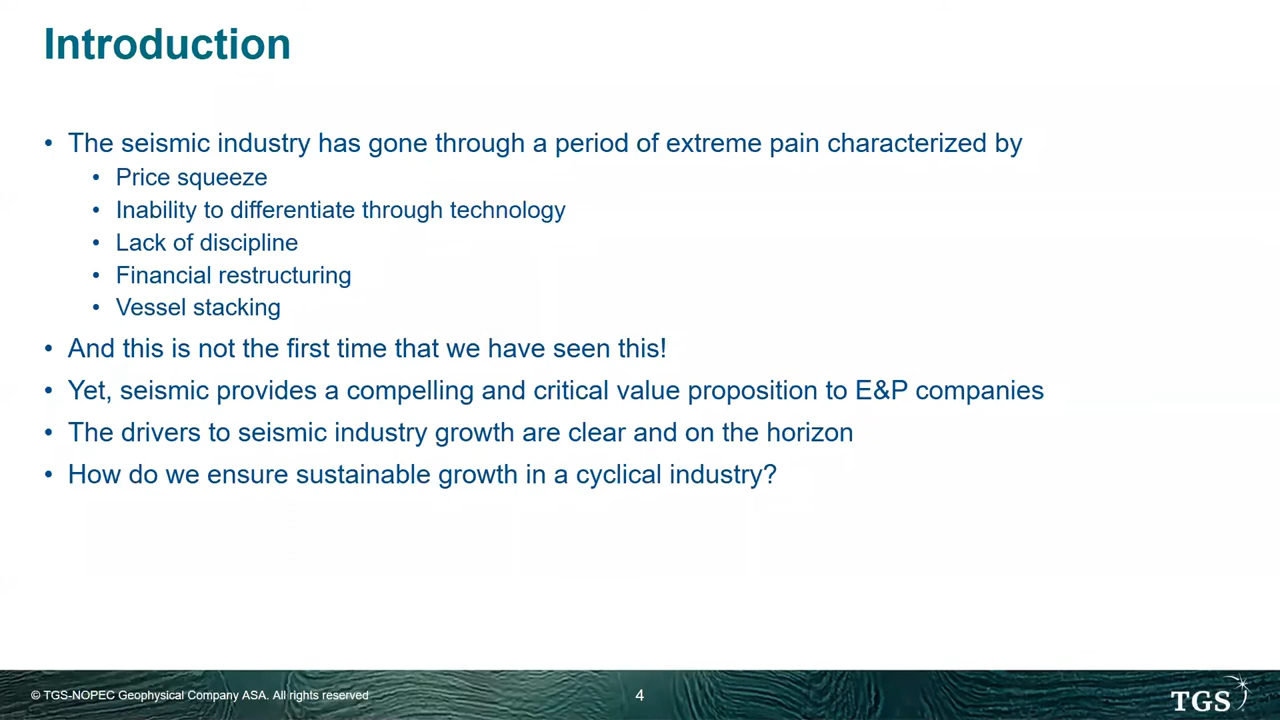 Introduction
• The seismic industry has gone through a period of extreme pain characterized by
• Price squeeze
• Inability to differentiate through technology
• Lack of discipline
• Financial restructuring
• Vessel stacking
• And this is not the first time that we have seen this!
• Yet, seismic provides a compelling and critical value proposition to E&P companies
• The drivers to seismic industry growth are clear and on the horizon
• How do we ensure sustainable growth in a cyclical industry?
© TGS-NOPEC Geophysical Company ASA. All rights reserved
4
TGS